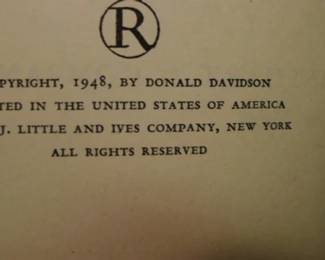 R
PYRIGHT, 1948, BY DONALD DAVIDSON
TED IN THE UNITED STATES OF AMERICA
J. LITTLE AND IVES COMPANY, NEW YORK
ALL RIGHTS RESERVED